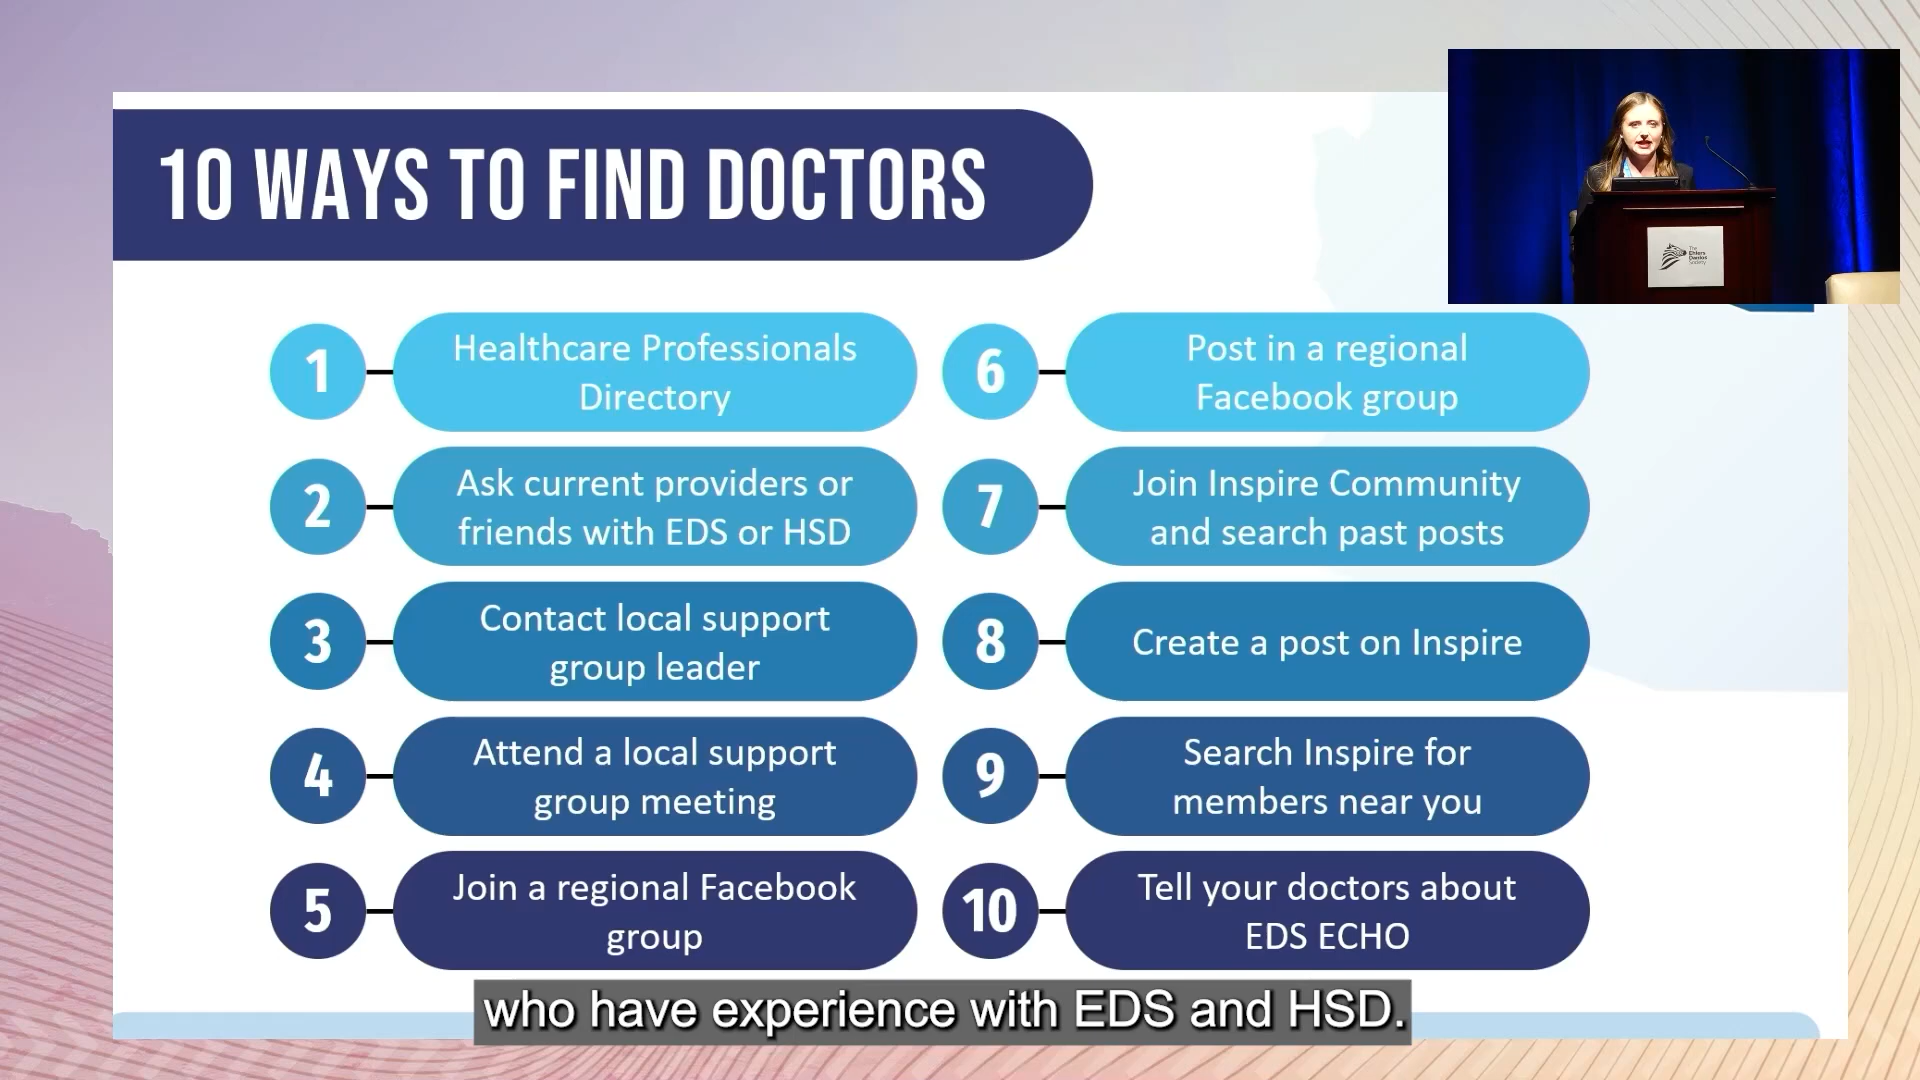 10 WAYS TO FIND DOCTORS
1
Healthcare Professionals
Directory
2
Ask current providers or
friends with EDS or HSD
3
Contact local support
group leader
4
Attend a local support
group meeting
5
Join a regional Facebook
group
6
Post in a regional
Facebook group
7
Join Inspire Community
and search past posts
8
Create a post on Inspire
9
Search Inspire for
members near you
10
Tell your doctors about
EDS ECHO
The
Ehlers
Danlos
Society
who have experience with EDS and HSD.